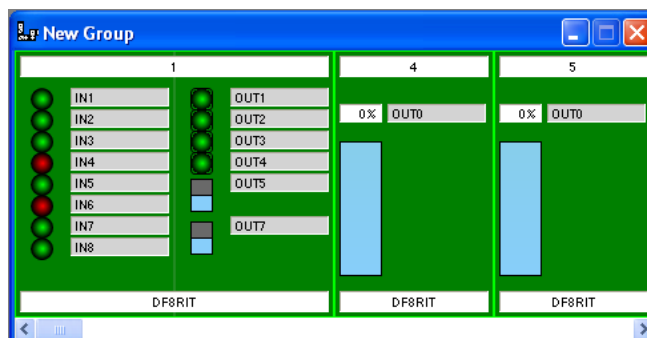 New Group
1
IN1
IN2
IN3
IN4
IN5
IN6
IN7
IN8
OUT1
OUT2
OUT3
OUT4
OUT5
OUT7
DF8RIT
4
0% OUT0
DF8RIT
5
0% OUT0
DF8RIT